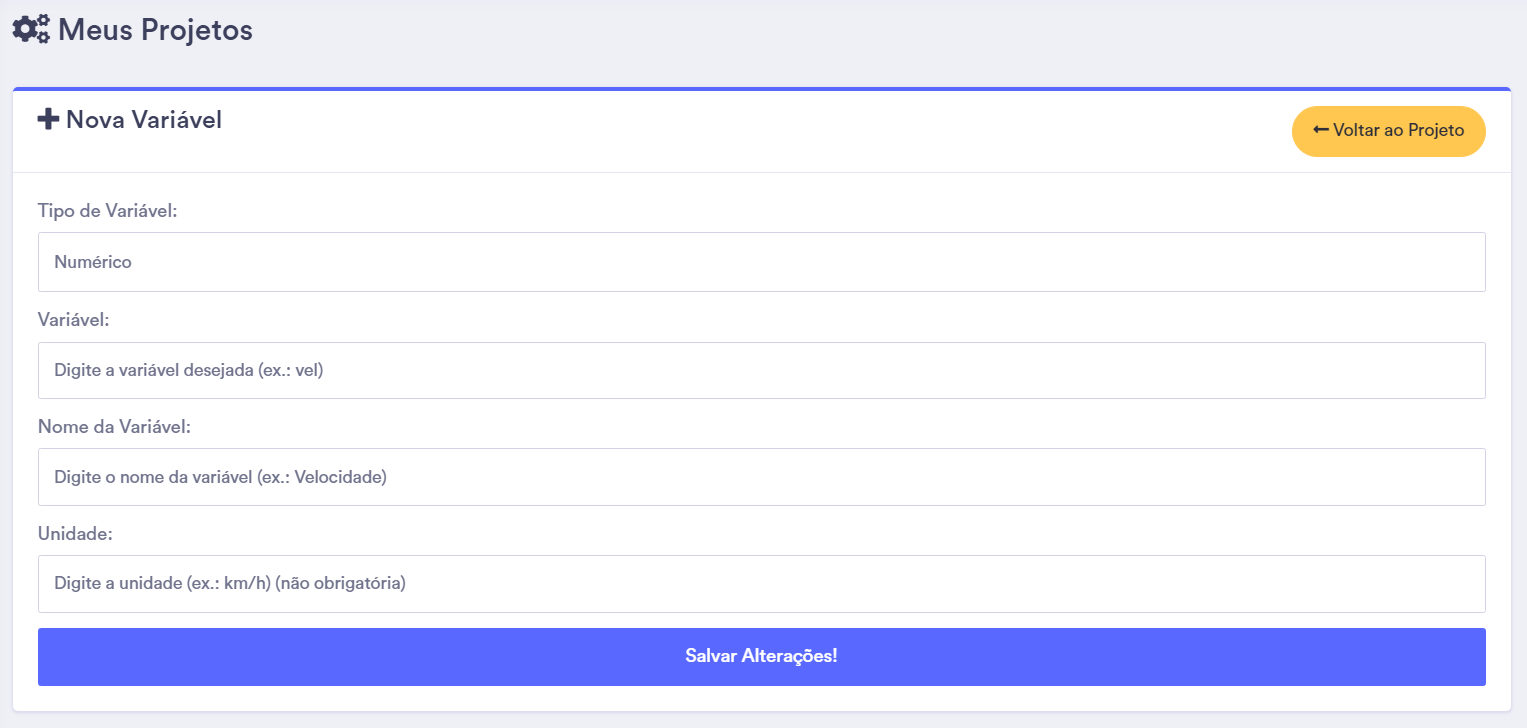 Meus Projetos
Nova Variável
Voltar ao Projeto
Tipo de Variável:
Numérico
Variável:
Digite a variável desejada (ex.: vel)
Nome da Variável:
Digite o nome da variável (ex.: Velocidade)
Unidade:
Digite a unidade (ex.: km/h) (não obrigatória)
Salvar Alterações!